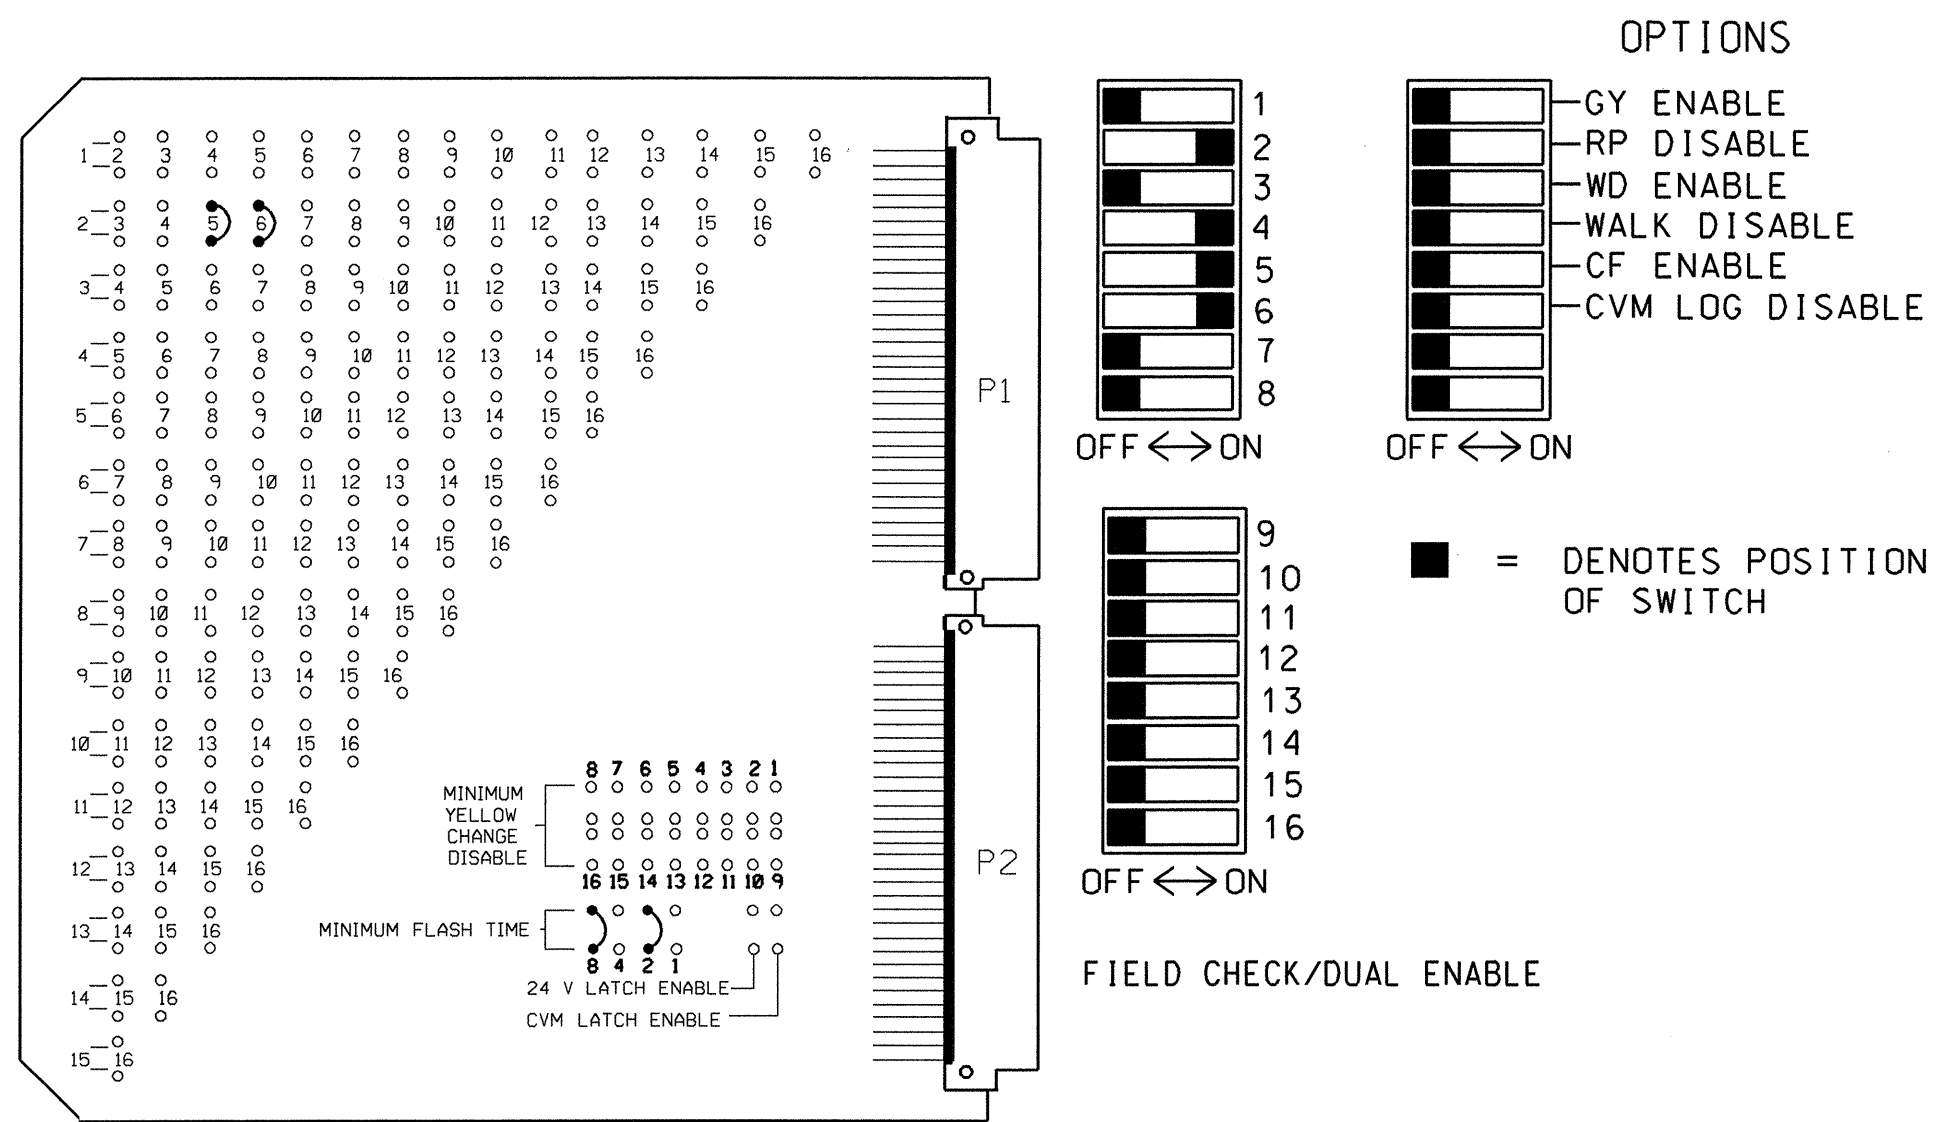 OPTIONS
1 2 3 4 5 6 7 8 9 10 11 12 13 14 15 16
2 3 4 5 6 7 8 9 10 11 12 13 14 15 16
3 4 5 6 7 8 9 10 11 12 13 14 15 16
4 5 6 7 8 9 10 11 12 13 14 15 16
5 6 7 8 9 10 11 12 13 14 15 16
6 7 8 9 10 11 12 13 14 15 16
7 8 9 10 11 12 13 14 15 16
8 9 10 11 12 13 14 15 16
9 10 11 12 13 14 15 16
10 11 12 13 14 15 16
11 12 13 14 15 16
12 13 14 15 16
13 14 15 16
14 15 16
15 16
8 7 6 5 4 3 2 1
MINIMUM
YELLOW
CHANGE
DISABLE
16 15 14 13 12 11 10 9
MINIMUM FLASH TIME
8 4 2 1
24 V LATCH ENABLE
CVM LATCH ENABLE
P1
P2
1
2
3
4
5
6
7
8
OFF <-> ON
GY ENABLE
RP DISABLE
WD ENABLE
WALK DISABLE
CF ENABLE
CVM LOG DISABLE
OFF <-> ON
9
10
11
12
13
14
15
16
OFF <-> ON
= DENOTES POSITION
OF SWITCH
FIELD CHECK/DUAL ENABLE